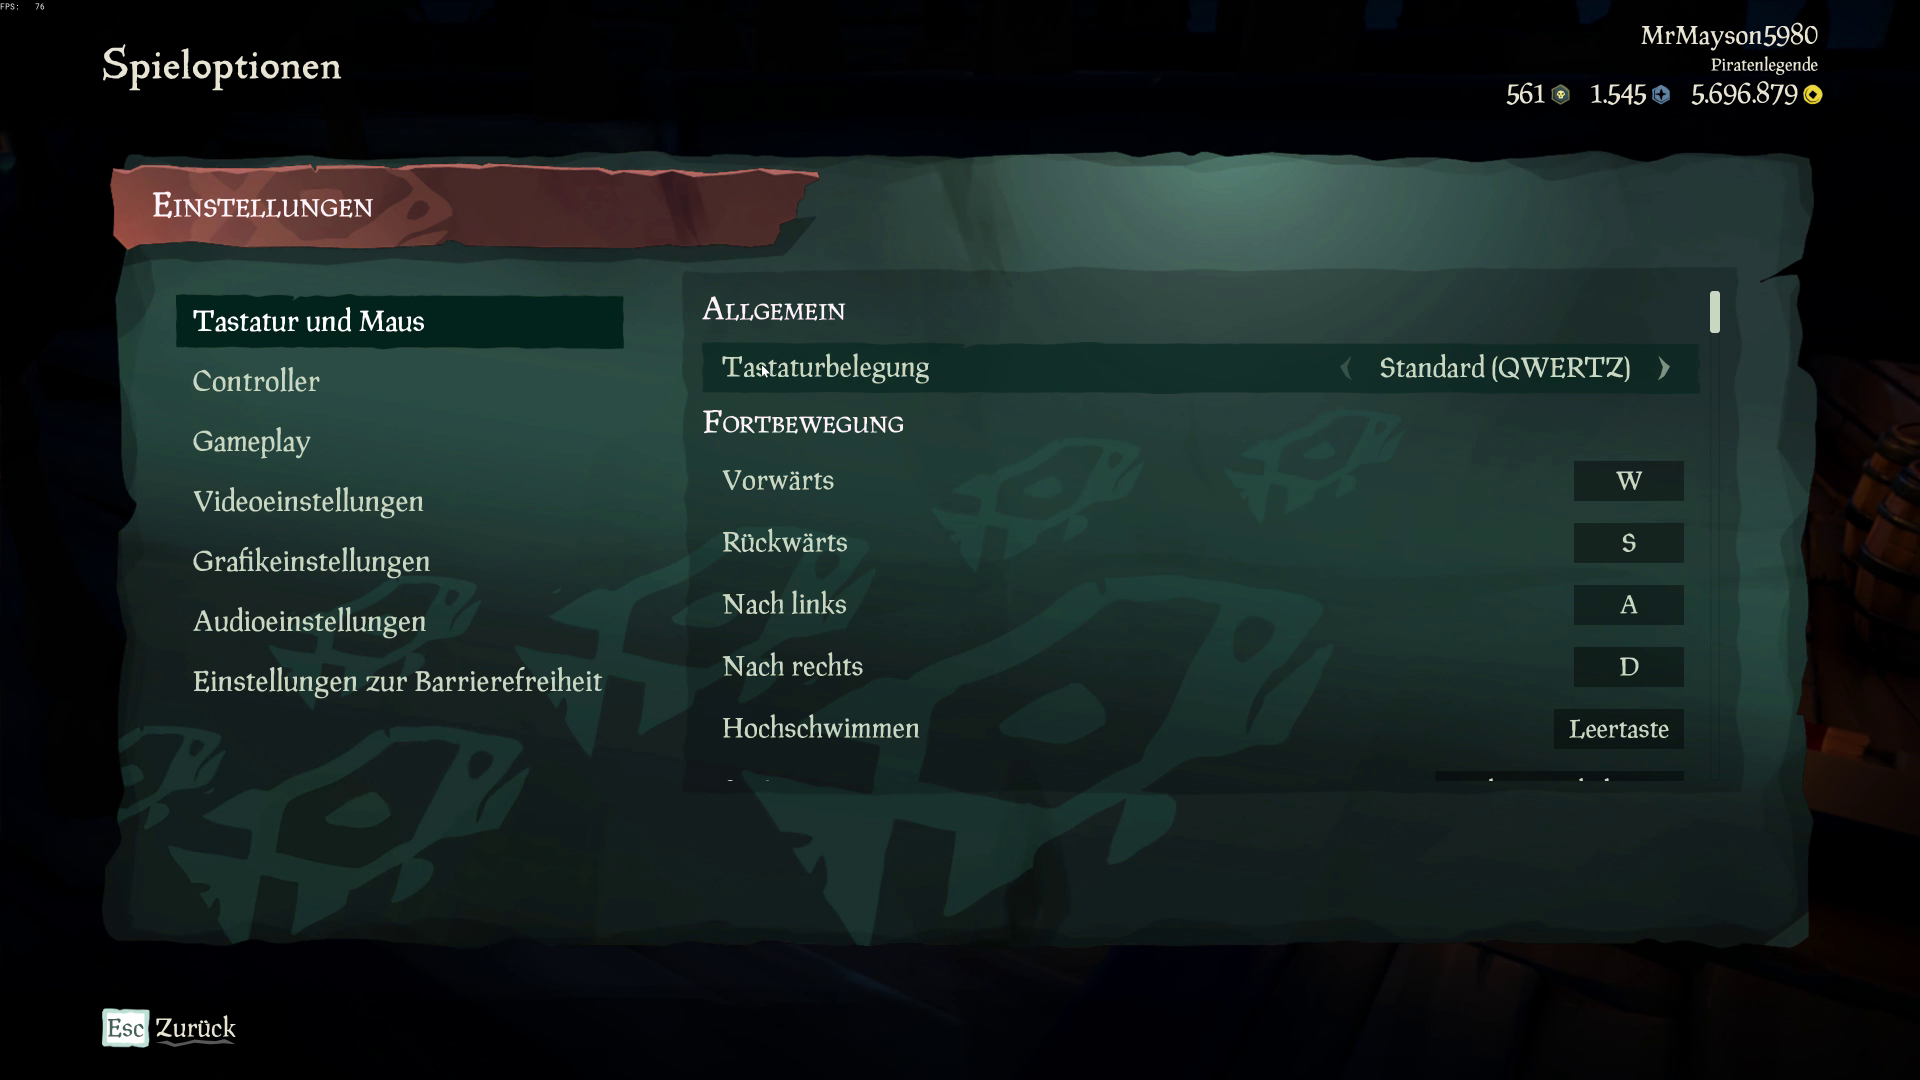 FPS: 76
Spieloptionen
MrMayson5980
Piratenlegende
561 1.545 5.696.879
Einstellungen
Tastatur und Maus
Controller
Gameplay
Videoeinstellungen
Grafikeinstellungen
Audioeinstellungen
Einstellungen zur Barrierefreiheit
Allgemein
Tastaturbelegung Standard (QWERTZ)
Fortbewegung
Vorwärts W
Rückwärts S
Nach links A
Nach rechts D
Hochschwimmen Leertaste
Esc Zurück